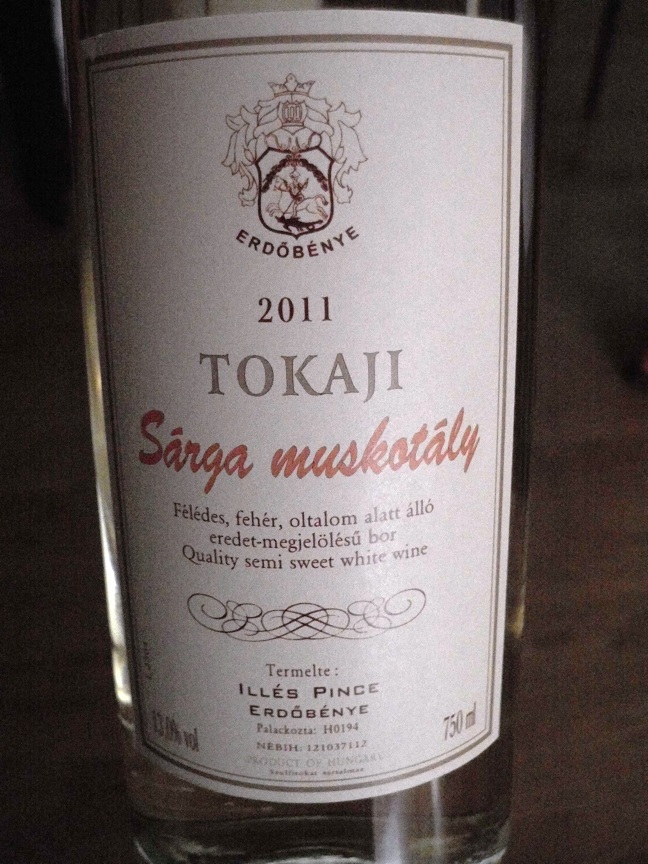 ERDŐBÉNYE
2011
TOKAJI
Sárga muskotály
Félédes, fehér, oltalom alatt álló
eredet-megjelölésű bor
Quality semi sweet white wine
Termelte:
ILLÉS PINCE
ERDŐBÉNYE
Palackozta: H0194
13,0% vol
750 ml
NÉBIH: 121037112
PRODUCT OF HUNGARY